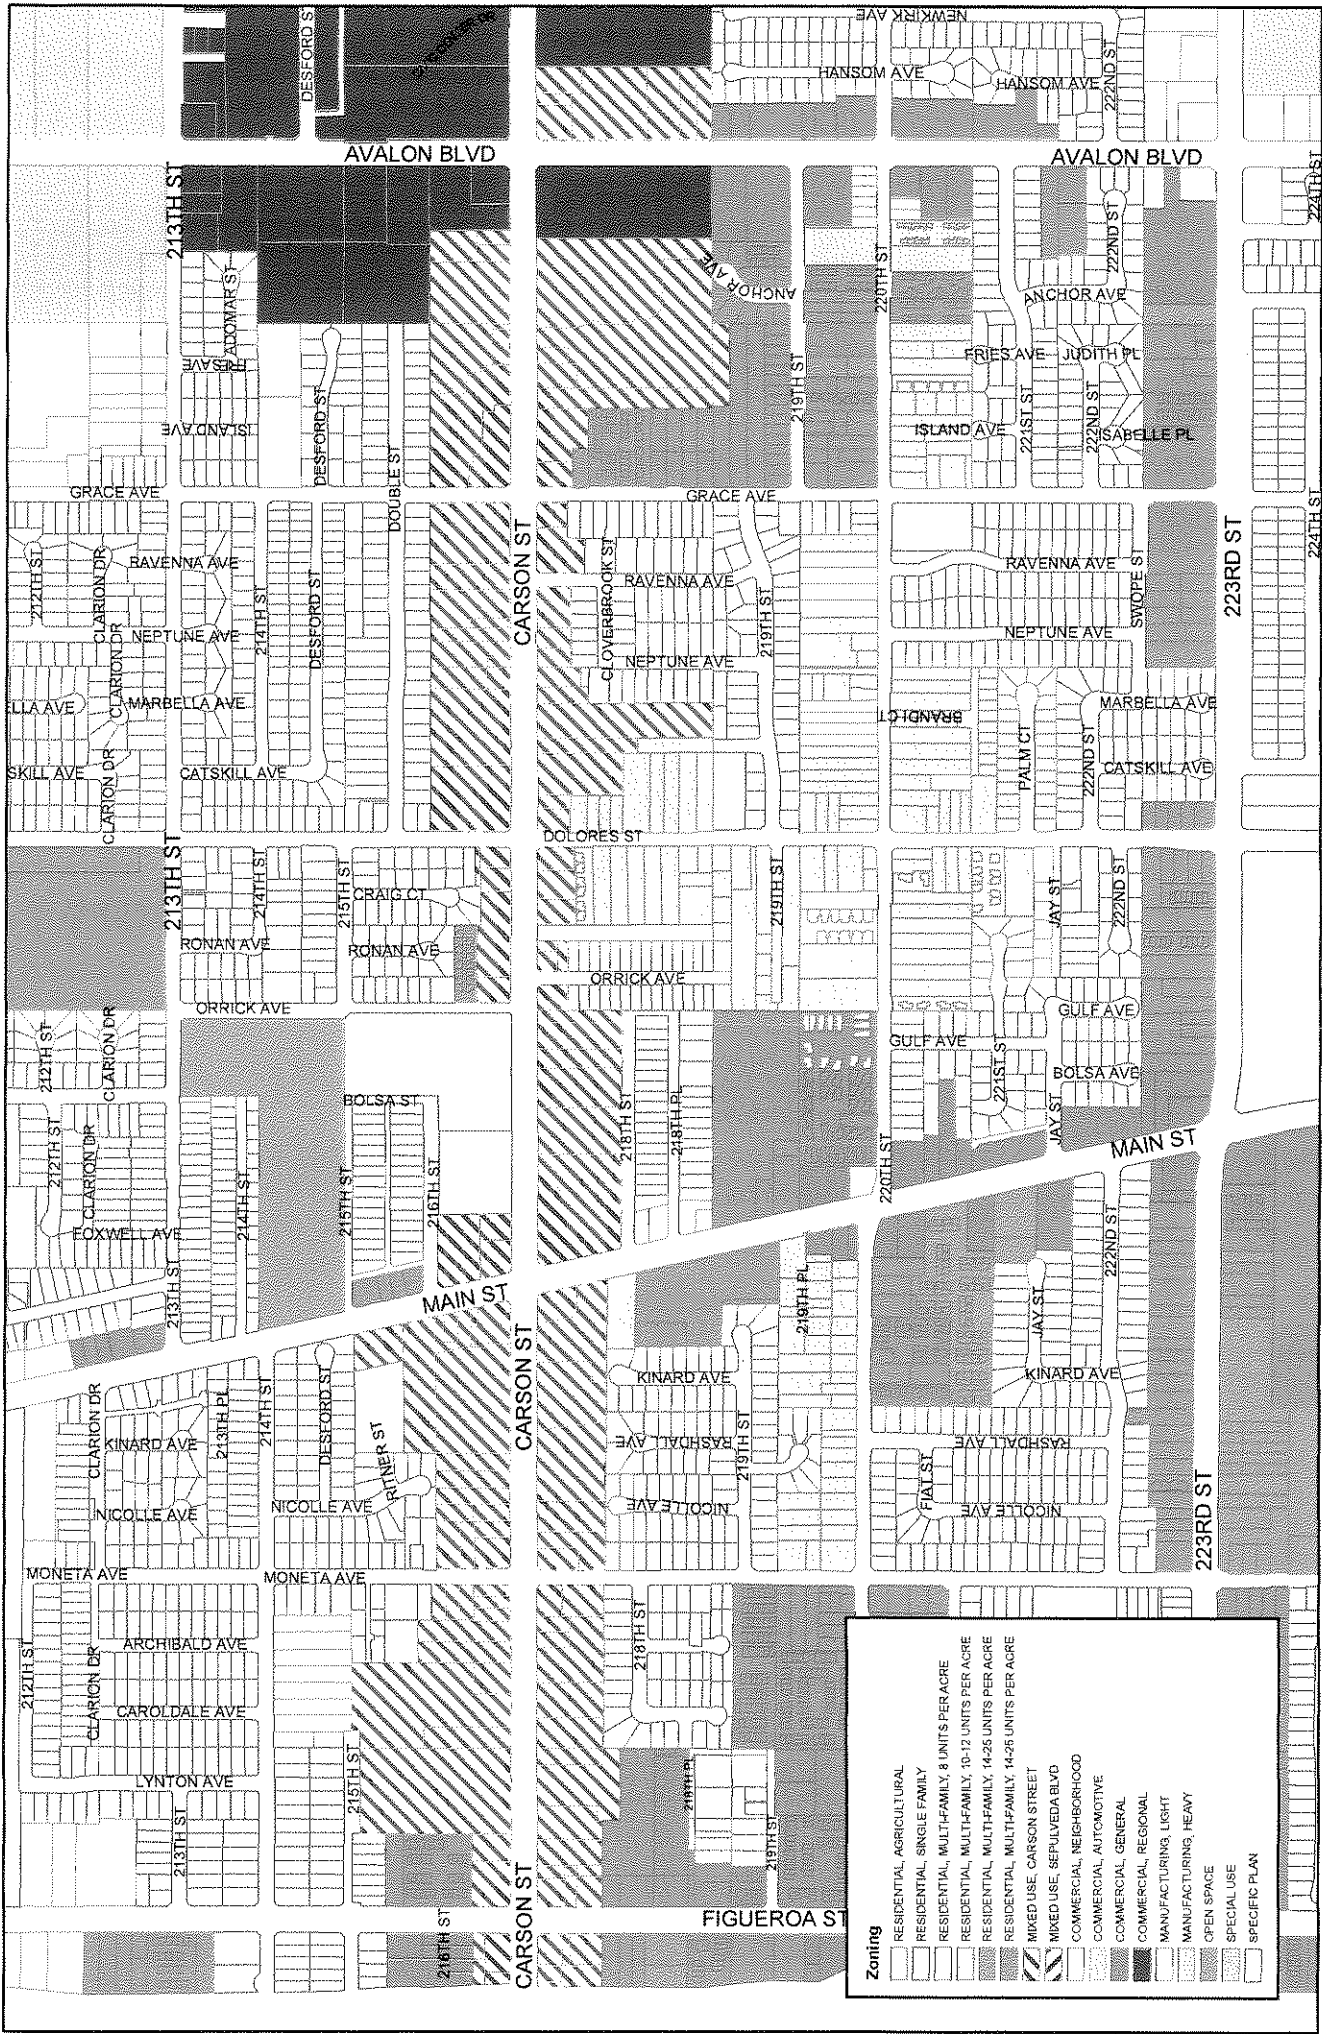 NEWKIRK AVE
DESFORD ST
HANSOM AVE
HANSOM AVE
222ND ST
AVALON BLVD
AVALON BLVD
213TH ST
224TH ST
ADOMAR ST
ANCHOR AVE
220TH ST
222ND ST
ANCHOR AVE
FRIES AVE
219TH ST
FRIES AVE
JUDITH PL
ISLAND AVE
DESFORD ST
ISLAND AVE
221ST ST
222ND ST
ISABELLE PL
DOUBLE ST
GRACE AVE
GRACE AVE
212TH ST
CLARION DR
RAVENNA AVE
CARSON ST
CLOVERBROOK ST
RAVENNA AVE
RAVENNA AVE
SWOPE ST
223RD ST
224TH ST
CLARION DR
NEPTUNE AVE
214TH ST
DESFORD ST
NEPTUNE AVE
219TH ST
NEPTUNE AVE
LLA AVE
MARBELLA AVE
BRANDI CT
MARBELLA AVE
SKILL AVE
CLARION DR
CATSKILL AVE
PALM CT
222ND ST
CATSKILL AVE
DOLORES ST
213TH ST
214TH ST
215TH ST
CRAIG CT
219TH ST
JAY ST
222ND ST
RONAN AVE
RONAN AVE
ORRICK AVE
ORRICK AVE
212TH ST
CLARION DR
GULF AVE
GULF AVE
221ST ST
BOLSA AVE
BOLSA ST
218TH ST
218TH PL
JAY ST
MAIN ST
212TH ST
CLARION DR
214TH ST
215TH ST
216TH ST
220TH ST
FOXWELL AVE
222ND ST
213TH ST
MAIN ST
219TH PL
JAY ST
CARSON ST
KINARD AVE
KINARD AVE
CLARION DR
KINARD AVE
213TH PL
214TH ST
DESFORD ST
RITNER ST
RASHDALL AVE
219TH ST
RASHDALL AVE
FIAT ST
NICOLLE AVE
NICOLLE AVE
NICOLLE AVE
NICOLLE AVE
223RD ST
MONETA AVE
MONETA AVE
212TH ST
CLARION DR
ARCHIBALD AVE
218TH ST
CAROLDALE AVE
LYNTON AVE
215TH ST
218TH PL
213TH ST
219TH ST
CARSON ST
FIGUEROA ST
216TH ST
Zoning
RESIDENTIAL, AGRICULTURAL
RESIDENTIAL, SINGLE FAMILY
RESIDENTIAL, MULTI-FAMILY, 8 UNITS PER ACRE
RESIDENTIAL, MULTI-FAMILY, 10-12 UNITS PER ACRE
RESIDENTIAL, MULTI-FAMILY, 14-25 UNITS PER ACRE
RESIDENTIAL, MULTI-FAMILY, 14-25 UNITS PER ACRE
MIXED USE, CARSON STREET
MIXED USE, SEPULVEDA BLVD
COMMERCIAL, NEIGHBORHOOD
COMMERCIAL, AUTOMOTIVE
COMMERCIAL, GENERAL
COMMERCIAL, REGIONAL
MANUFACTURING, LIGHT
MANUFACTURING, HEAVY
OPEN SPACE
SPECIAL USE
SPECIFIC PLAN